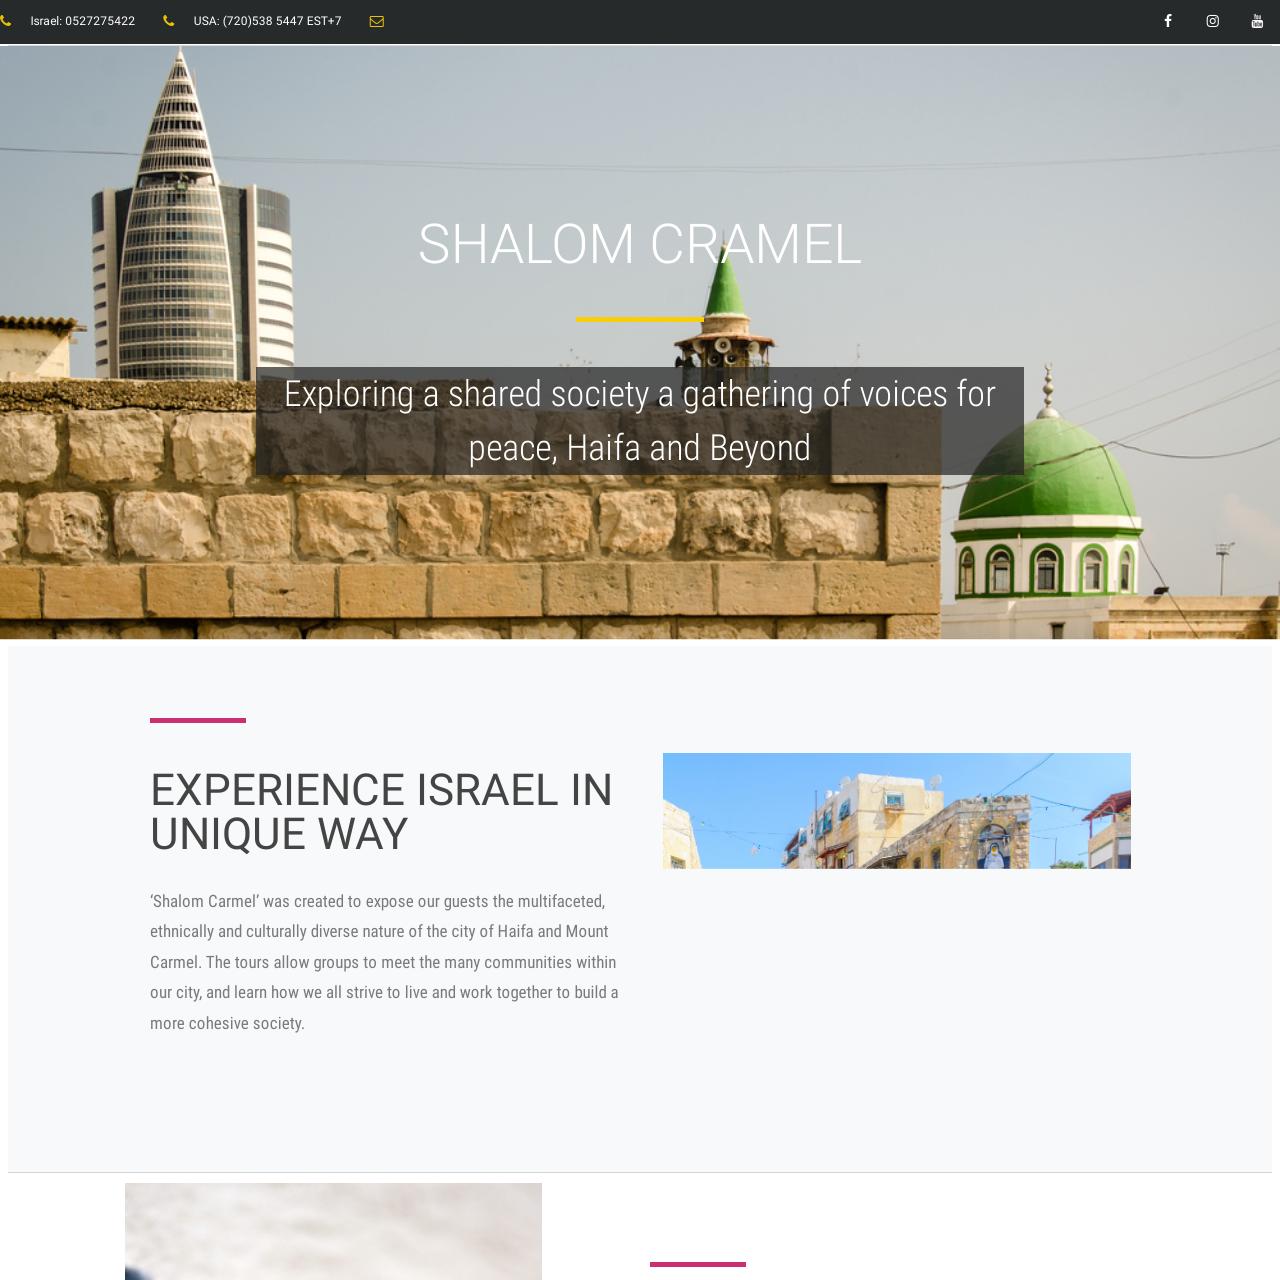 Israel: 0527275422 USA: (720)538 5447 EST+7
SHALOM CRAMEL
Exploring a shared society a gathering of voices for
peace, Haifa and Beyond
EXPERIENCE ISRAEL IN
UNIQUE WAY
‘Shalom Carmel’ was created to expose our guests the multifaceted,
ethnically and culturally diverse nature of the city of Haifa and Mount
Carmel. The tours allow groups to meet the many communities within
our city, and learn how we all strive to live and work together to build a
more cohesive society.